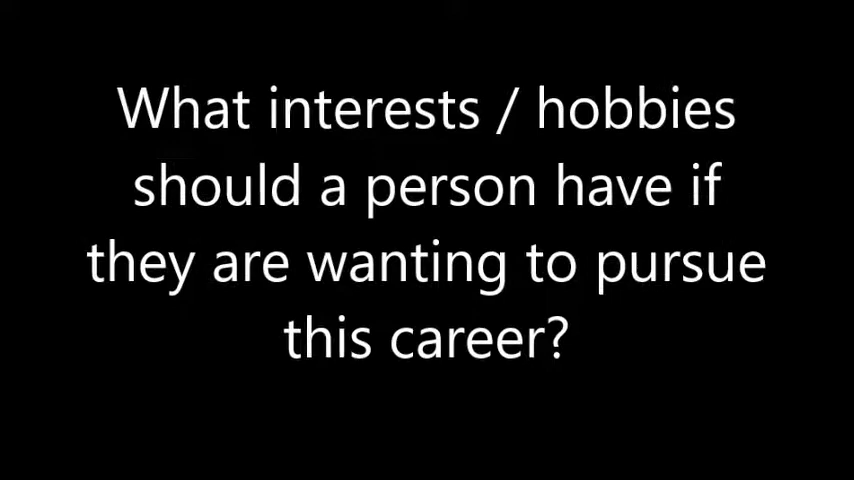 What interests / hobbies
should a person have if
they are wanting to pursue
this career?